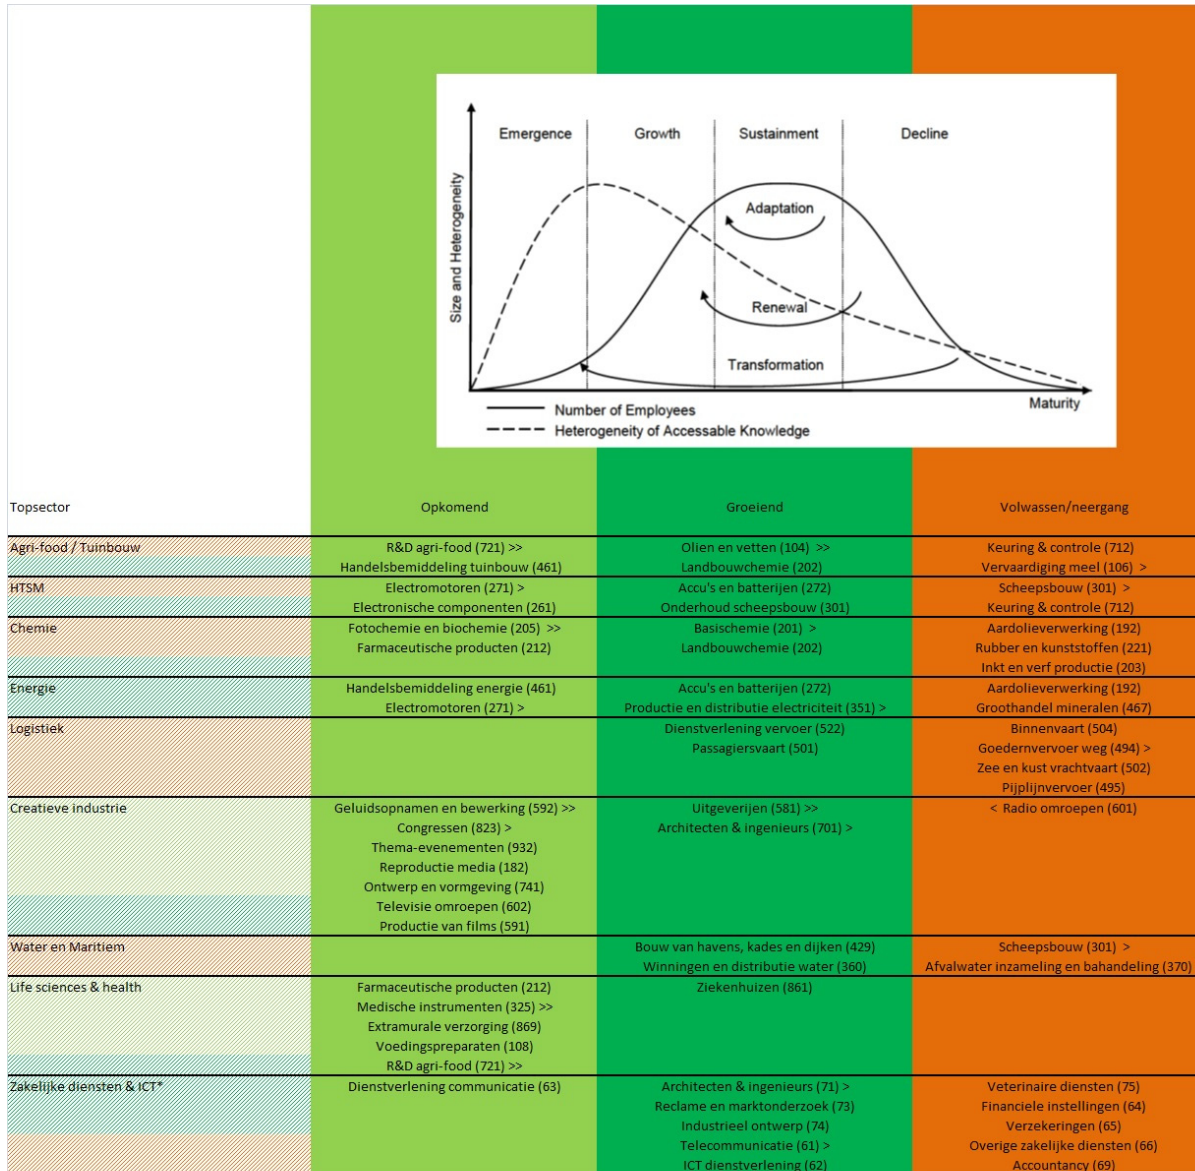 Emergence Growth Sustainment Decline
Size and Heterogeneity
Adaptation
Renewal
Transformation
Maturity
Number of Employees
Heterogeneity of Accessable Knowledge
Topsector Opkomend Groeiend Volwassen/neergang
Agri-food / Tuinbouw R&D agri-food (721) >> Olien en vetten (104) >> Keuring & controle (712)
Handelsbemiddeling tuinbouw (461) Landbouwchemie (202) Vervaardiging meel (106) >
HTSM Electromotoren (271) > Accu's en batterijen (272) Scheepsbouw (301) >
Electronische componenten (261) Onderhoud scheepsbouw (301) Keuring & controle (712)
Chemie Fotochemie en biochemie (205) >> Basischemie (201) > Aardolieverwerking (192)
Farmaceutische producten (212) Landbouwchemie (202) Rubber en kunststoffen (221)
Inkt en verf productie (203)
Energie Handelsbemiddeling energie (461) Accu's en batterijen (272) Aardolieverwerking (192)
Electromotoren (271) > Productie en distributie electriciteit (351) > Groothandel mineralen (467)
Logistiek Dienstverlening vervoer (522) Binnenvaart (504)
Passagiersvaart (501) Goedernvervoer weg (494) >
Zee en kust vrachtvaart (502)
Pijplijnvervoer (495)
Creatieve industrie Geluidsopnamen en bewerking (592) >> Uitgeverijen (581) >> < Radio omroepen (601)
Congressen (823) > Architecten & ingenieurs (701) >
Thema-evenementen (932)
Reproductie media (182)
Ontwerp en vormgeving (741)
Televisie omroepen (602)
Productie van films (591)
Water en Maritiem Bouw van havens, kades en dijken (429) Scheepsbouw (301) >
Winningen en distributie water (360) Afvalwater inzameling en bahandeling (370)
Life sciences & health Farmaceutische producten (212) Ziekenhuizen (861)
Medische instrumenten (325) >>
Extramurale verzorging (869)
Voedingspreparaten (108)
R&D agri-food (721) >>
Zakelijke diensten & ICT* Dienstverlening communicatie (63) Architecten & ingenieurs (71) > Veterinaire diensten (75)
Reclame en marktonderzoek (73) Financiele instellingen (64)
Industrieel ontwerp (74) Verzekeringen (65)
Telecommunicatie (61) > Overige zakelijke diensten (66)
ICT dienstverlening (62) Accountancy (69)